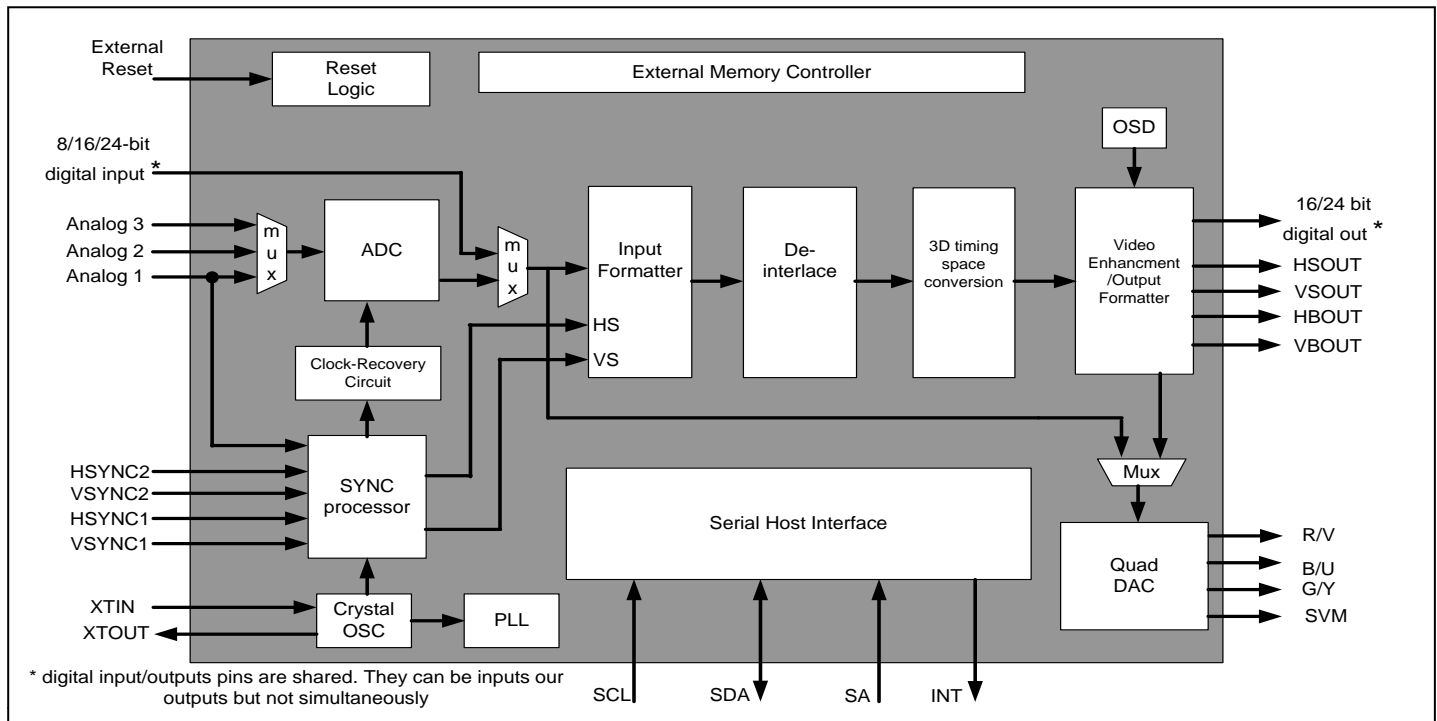 External
Reset
Reset
Logic
External Memory Controller
8/16/24-bit
digital input *
OSD
Analog 3
Analog 2
Analog 1
mux
ADC
mux
Input
Formatter
HS
VS
De-
interlace
3D timing
space
conversion
Video
Enhancment
/Output
Formatter
16/24 bit
digital out *
HSOUT
VSOUT
HBOUT
VBOUT
Clock-Recovery
Circuit
HSYNC2
VSYNC2
HSYNC1
VSYNC1
SYNC
processor
Serial Host Interface
Mux
Quad
DAC
R/V
B/U
G/Y
SVM
XTIN
XTOUT
Crystal
OSC
PLL
* digital input/outputs pins are shared. They can be inputs our
outputs but not simultaneously
SCL
SDA
SA
INT